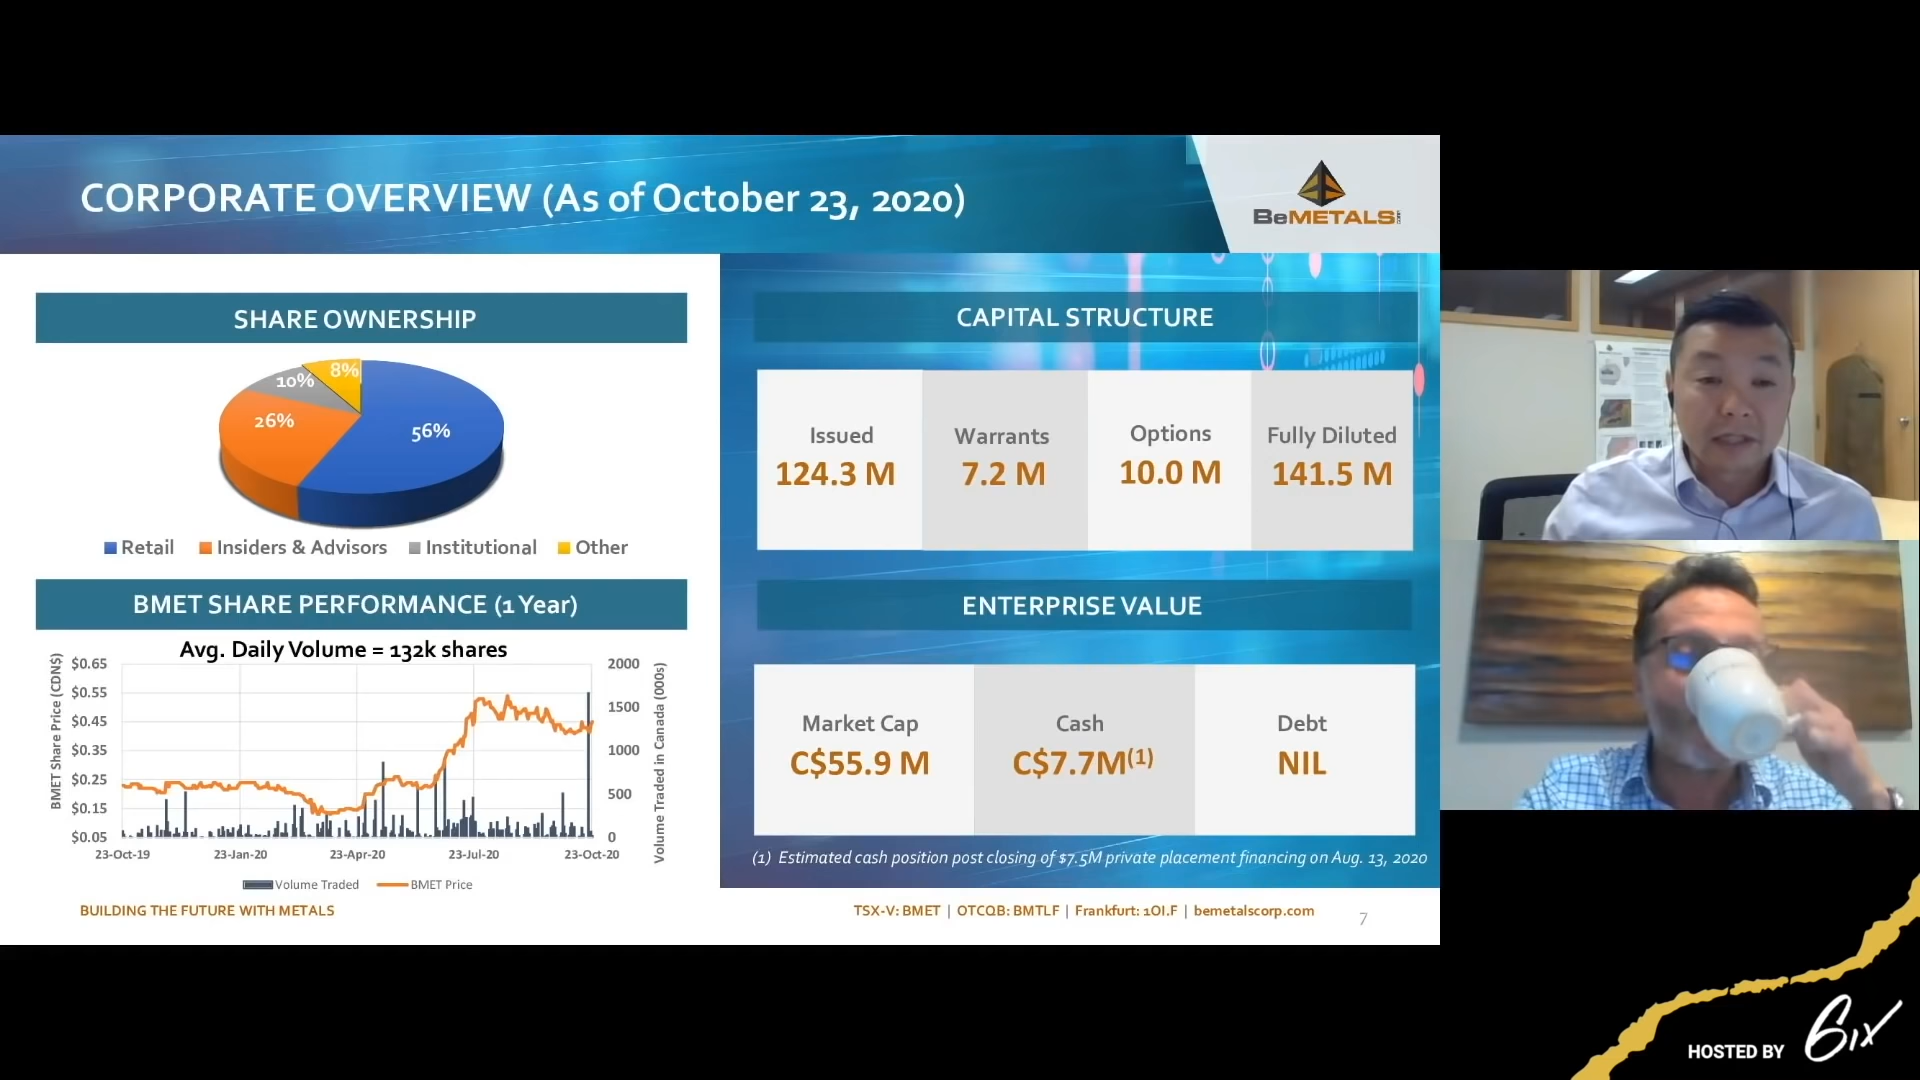 CORPORATE OVERVIEW (As of October 23, 2020)
BeMETALS CORP
SHARE OWNERSHIP
8%
10%
26%
56%
Retail Insiders & Advisors Institutional Other
BMET SHARE PERFORMANCE (1 Year)
Avg. Daily Volume = 132k shares
BMET Share Price (CDN$)
$0.65
$0.55
$0.45
$0.35
$0.25
$0.15
$0.05
2000
1500
1000
500
0
Volume Traded in Canada (000s)
23-Oct-19 23-Jan-20 23-Apr-20 23-Jul-20 23-Oct-20
Volume Traded BMET Price
CAPITAL STRUCTURE
Issued
124.3 M
Warrants
7.2 M
Options
10.0 M
Fully Diluted
141.5 M
ENTERPRISE VALUE
Market Cap
C$55.9 M
Cash
C$7.7M(1)
Debt
NIL
(1) Estimated cash position post closing of $7.5M private placement financing on Aug. 13, 2020
BUILDING THE FUTURE WITH METALS
TSX-V: BMET | OTCQB: BMTLF | Frankfurt: 1OI.F | bemetalscorp.com
7
HOSTED BY 6ix